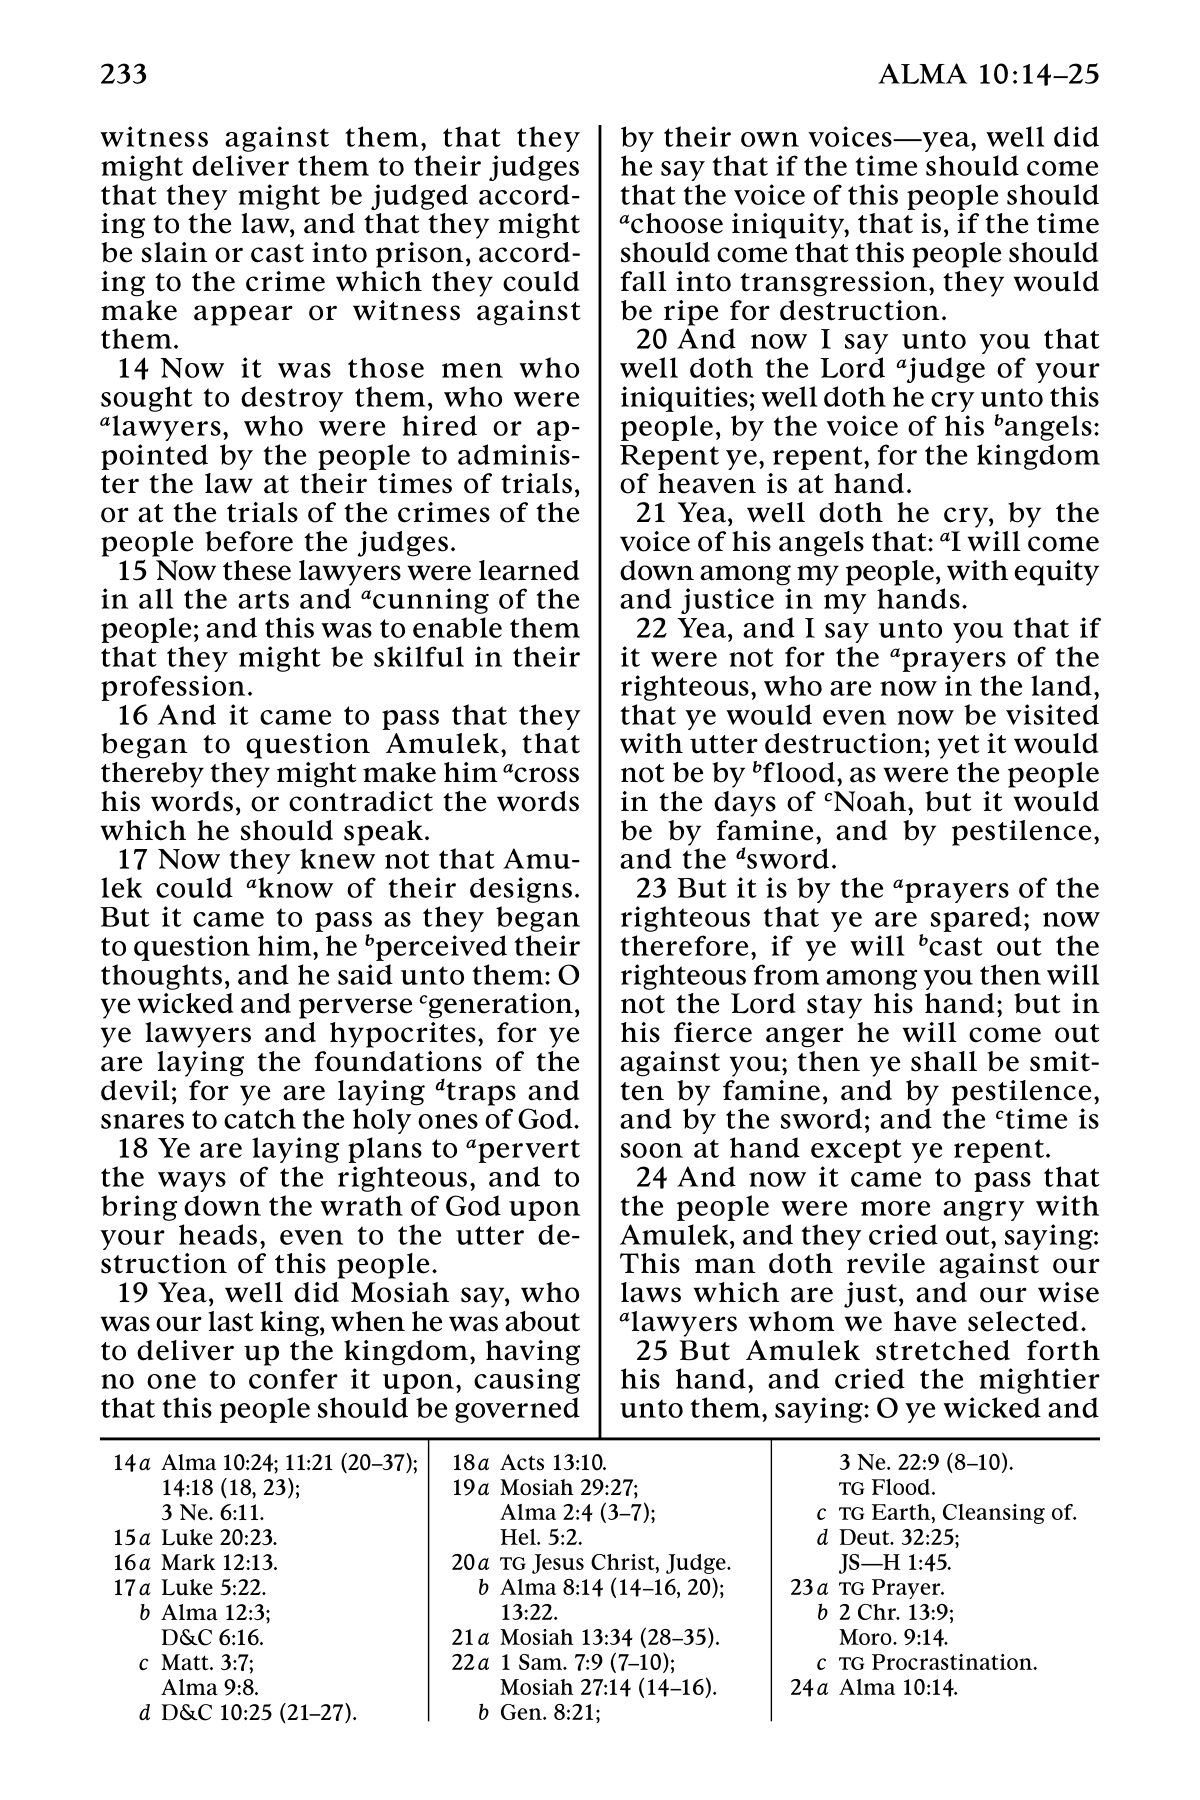 233
ALMA 10:14–25
witness against them, that they
might deliver them to their judges
that they might be judged accord-
ing to the law, and that they might
be slain or cast into prison, accord-
ing to the crime which they could
make appear or witness against
them.
14 Now it was those men who
sought to destroy them, who were
a lawyers, who were hired or ap-
pointed by the people to adminis-
ter the law at their times of trials,
or at the trials of the crimes of the
people before the judges.
15 Now these lawyers were learned
in all the arts and a cunning of the
people; and this was to enable them
that they might be skilful in their
profession.
16 And it came to pass that they
began to question Amulek, that
thereby they might make him a cross
his words, or contradict the words
which he should speak.
17 Now they knew not that Amu-
lek could a know of their designs.
But it came to pass as they began
to question him, he b perceived their
thoughts, and he said unto them: O
ye wicked and perverse c generation,
ye lawyers and hypocrites, for ye
are laying the foundations of the
devil; for ye are laying d traps and
snares to catch the holy ones of God.
18 Ye are laying plans to a pervert
the ways of the righteous, and to
bring down the wrath of God upon
your heads, even to the utter de-
struction of this people.
19 Yea, well did Mosiah say, who
was our last king, when he was about
to deliver up the kingdom, having
no one to confer it upon, causing
that this people should be governed
by their own voices—yea, well did
he say that if the time should come
that the voice of this people should
a choose iniquity, that is, if the time
should come that this people should
fall into transgression, they would
be ripe for destruction.
20 And now I say unto you that
well doth the Lord a judge of your
iniquities; well doth he cry unto this
people, by the voice of his b angels:
Repent ye, repent, for the kingdom
of heaven is at hand.
21 Yea, well doth he cry, by the
voice of his angels that: a I will come
down among my people, with equity
and justice in my hands.
22 Yea, and I say unto you that if
it were not for the a prayers of the
righteous, who are now in the land,
that ye would even now be visited
with utter destruction; yet it would
not be by b flood, as were the people
in the days of c Noah, but it would
be by famine, and by pestilence,
and the d sword.
23 But it is by the a prayers of the
righteous that ye are spared; now
therefore, if ye will b cast out the
righteous from among you then will
not the Lord stay his hand; but in
his fierce anger he will come out
against you; then ye shall be smit-
ten by famine, and by pestilence,
and by the sword; and the c time is
soon at hand except ye repent.
24 And now it came to pass that
the people were more angry with
Amulek, and they cried out, saying:
This man doth revile against our
laws which are just, and our wise
a lawyers whom we have selected.
25 But Amulek stretched forth
his hand, and cried the mightier
unto them, saying: O ye wicked and
14 a Alma 10:24; 11:21 (20–37);
14:18 (18, 23);
3 Ne. 6:11.
15 a Luke 20:23.
16 a Mark 12:13.
17 a Luke 5:22.
b Alma 12:3;
D&C 6:16.
c Matt. 3:7;
Alma 9:8.
d D&C 10:25 (21–27).
18 a Acts 13:10.
19 a Mosiah 29:27;
Alma 2:4 (3–7);
Hel. 5:2.
20 a TG Jesus Christ, Judge.
b Alma 8:14 (14–16, 20);
13:22.
21 a Mosiah 13:34 (28–35).
22 a 1 Sam. 7:9 (7–10);
Mosiah 27:14 (14–16).
b Gen. 8:21;
3 Ne. 22:9 (8–10).
TG Flood.
c TG Earth, Cleansing of.
d Deut. 32:25;
JS—H 1:45.
23 a TG Prayer.
b 2 Chr. 13:9;
Moro. 9:14.
c TG Procrastination.
24 a Alma 10:14.